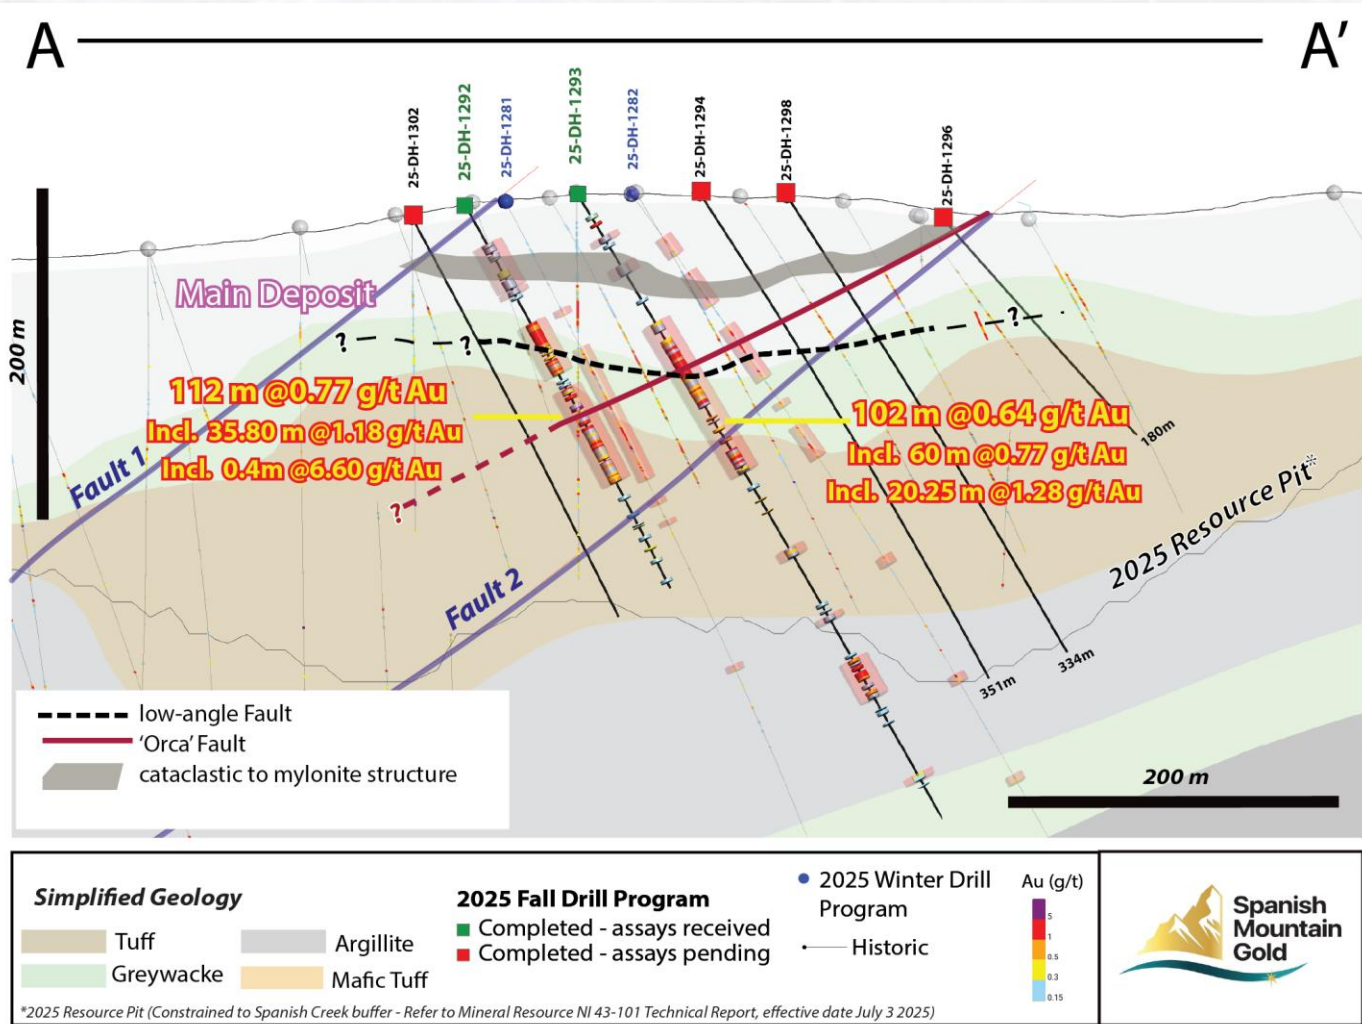 A
A'
25-DH-1302
25-DH-1292
25-DH-1281
25-DH-1293
25-DH-1282
25-DH-1294
25-DH-1298
25-DH-1296
200 m
Main Deposit
?
?
?
112 m @0.77 g/t Au
Incl. 35.80 m @1.18 g/t Au
Incl. 0.4m @6.60 g/t Au
102 m @0.64 g/t Au
Incl. 60 m @0.77 g/t Au
Incl. 20.25 m @1.28 g/t Au
180m
Fault 1
?
2025 Resource Pit*
Fault 2
334m
351m
low-angle Fault
'Orca' Fault
cataclastic to mylonite structure
200 m
Simplified Geology
Tuff
Argillite
Greywacke
Mafic Tuff
2025 Fall Drill Program
Completed - assays received
Completed - assays pending
2025 Winter Drill
Program
Historic
Au (g/t)
5
1
0.5
0.3
0.15
Spanish
Mountain
Gold
*2025 Resource Pit (Constrained to Spanish Creek buffer - Refer to Mineral Resource NI 43-101 Technical Report, effective date July 3 2025)